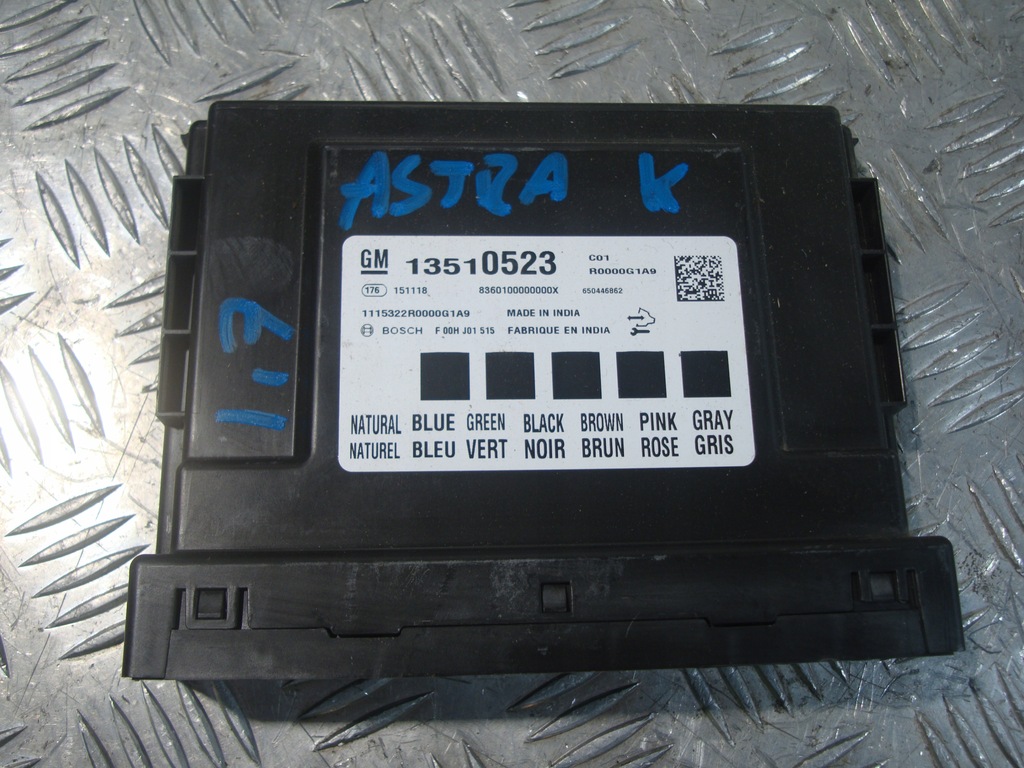 ASTRA K
1.7
GM 13510523 C01
R0000G1A9
176 151118 8360100000000X 650446862
1115322R0000G1A9 MADE IN INDIA
BOSCH F 00H J01 515 FABRIQUE EN INDIA
NATURAL BLUE GREEN BLACK BROWN PINK GRAY
NATUREL BLEU VERT NOIR BRUN ROSE GRIS